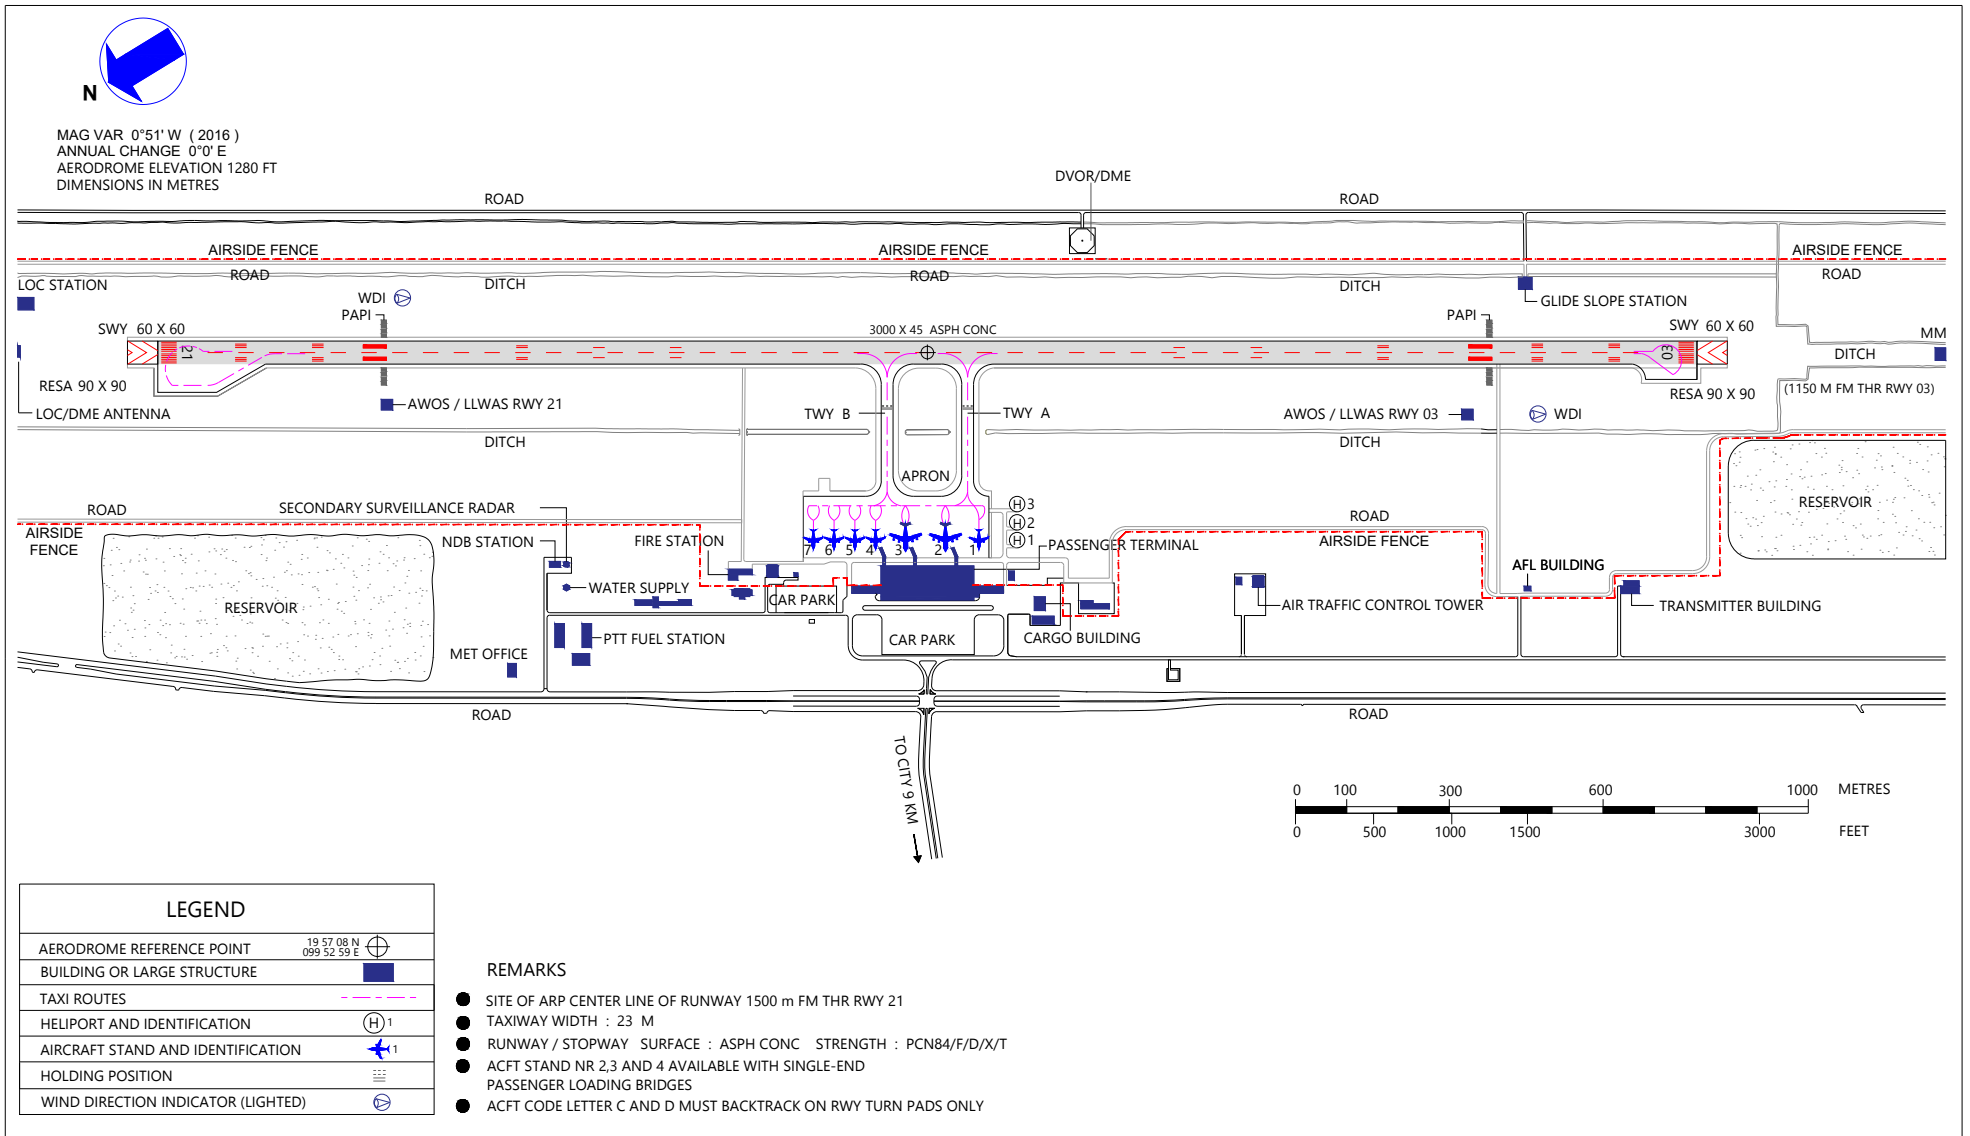 N
MAG VAR 0°51' W ( 2016 )
ANNUAL CHANGE 0°0' E
AERODROME ELEVATION 1280 FT
DIMENSIONS IN METRES
DVOR/DME
ROAD
ROAD
AIRSIDE FENCE
AIRSIDE FENCE
AIRSIDE FENCE
ROAD
ROAD
ROAD
LOC STATION
DITCH
DITCH
WDI
PAPI
GLIDE SLOPE STATION
PAPI
SWY 60 X 60
3000 X 45 ASPH CONC
SWY 60 X 60
MM
21
03
DITCH
RESA 90 X 90
RESA 90 X 90
(1150 M FM THR RWY 03)
LOC/DME ANTENNA
AWOS / LLWAS RWY 21
TWY B
TWY A
AWOS / LLWAS RWY 03
WDI
DITCH
DITCH
APRON
RESERVOIR
ROAD
SECONDARY SURVEILLANCE RADAR
H 3
H 2
H 1
ROAD
AIRSIDE
FENCE
NDB STATION
FIRE STATION
7 6 5 4 3 2 1
PASSENGER TERMINAL
AIRSIDE FENCE
AFL BUILDING
WATER SUPPLY
CAR PARK
RESERVOIR
AIR TRAFFIC CONTROL TOWER
TRANSMITTER BUILDING
PTT FUEL STATION
CAR PARK
CARGO BUILDING
MET OFFICE
ROAD
ROAD
TO CITY 9 KM
0 100 300 600 1000 METRES
0 500 1000 1500 3000 FEET
LEGEND
AERODROME REFERENCE POINT 19 57 08 N
099 52 59 E
BUILDING OR LARGE STRUCTURE
TAXI ROUTES
HELIPORT AND IDENTIFICATION H 1
AIRCRAFT STAND AND IDENTIFICATION 1
HOLDING POSITION
WIND DIRECTION INDICATOR (LIGHTED)
REMARKS
● SITE OF ARP CENTER LINE OF RUNWAY 1500 m FM THR RWY 21
● TAXIWAY WIDTH : 23 M
● RUNWAY / STOPWAY SURFACE : ASPH CONC STRENGTH : PCN84/F/D/X/T
● ACFT STAND NR 2,3 AND 4 AVAILABLE WITH SINGLE-END
PASSENGER LOADING BRIDGES
● ACFT CODE LETTER C AND D MUST BACKTRACK ON RWY TURN PADS ONLY